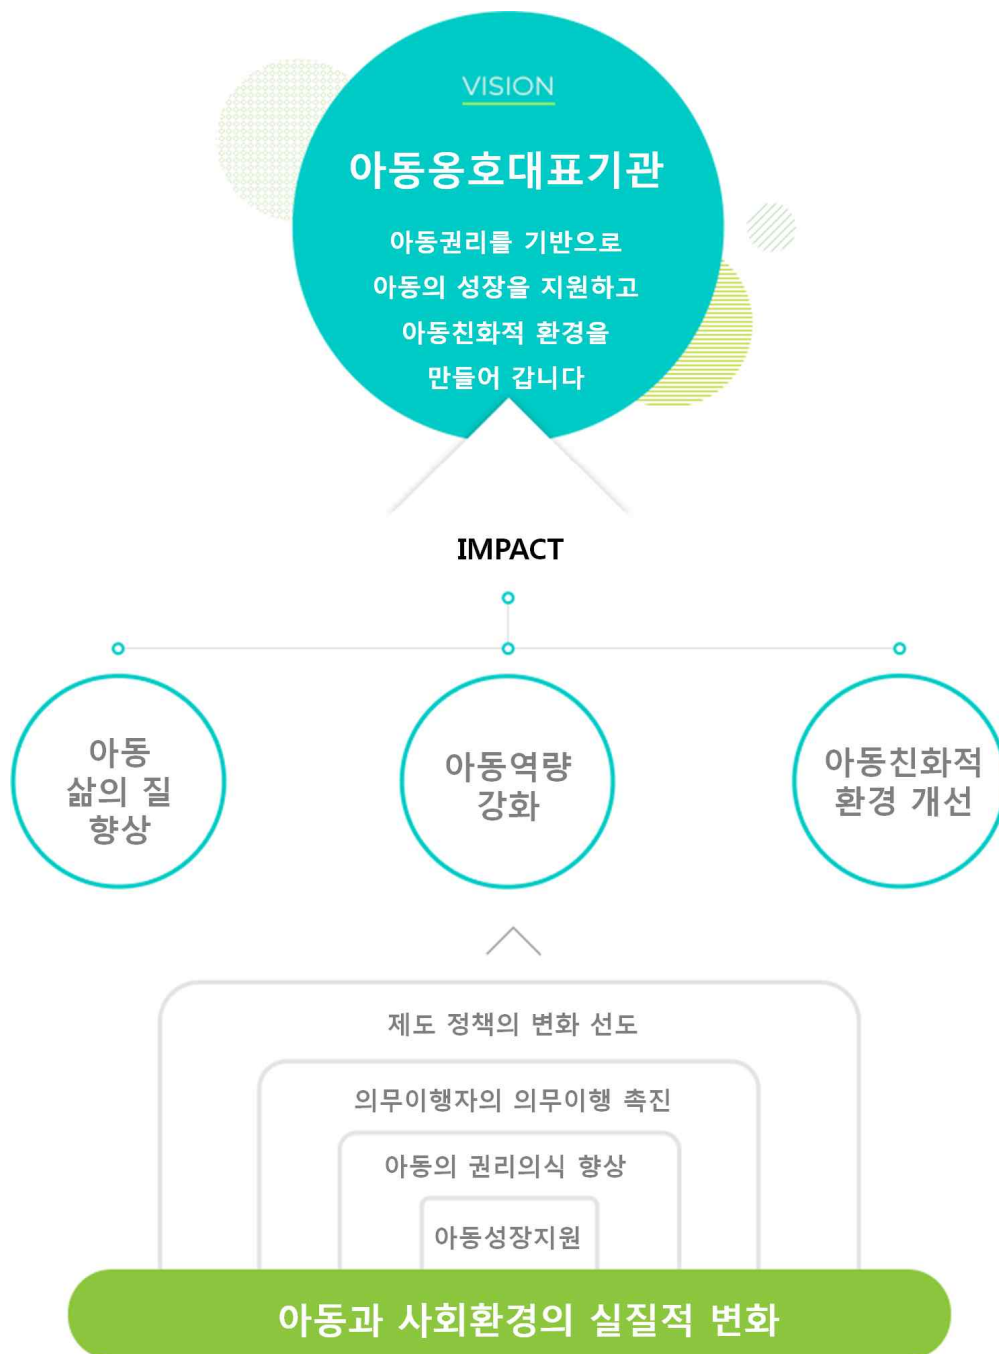 VISION
아동옹호대표기관
아동권리를 기반으로
아동의 성장을 지원하고
아동친화적 환경을
만들어 갑니다
IMPACT
아동
삶의 질
향상
아동역량
강화
아동친화적
환경 개선
제도 정책의 변화 선도
의무이행자의 의무이행 촉진
아동의 권리의식 향상
아동성장지원
아동과 사회환경의 실질적 변화